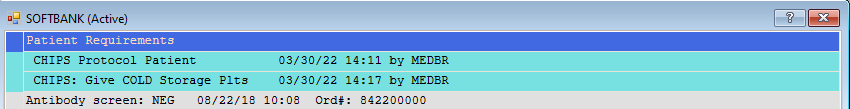 SOFTBANK (Active)
Patient Requirements
CHIPS Protocol Patient 03/30/22 14:11 by MEDBR
CHIPS: Give COLD Storage Plts 03/30/22 14:17 by MEDBR
Antibody screen: NEG 08/22/18 10:08 Ord#: 842200000